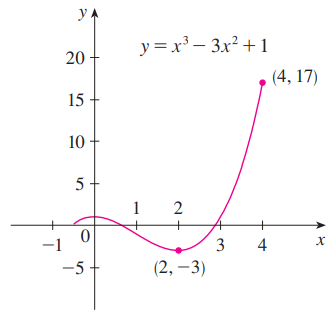 y
20
y = x³ – 3x² + 1
(4, 17)
15
10
5
1 2
–1 0 3 4 x
–5
(2, –3)